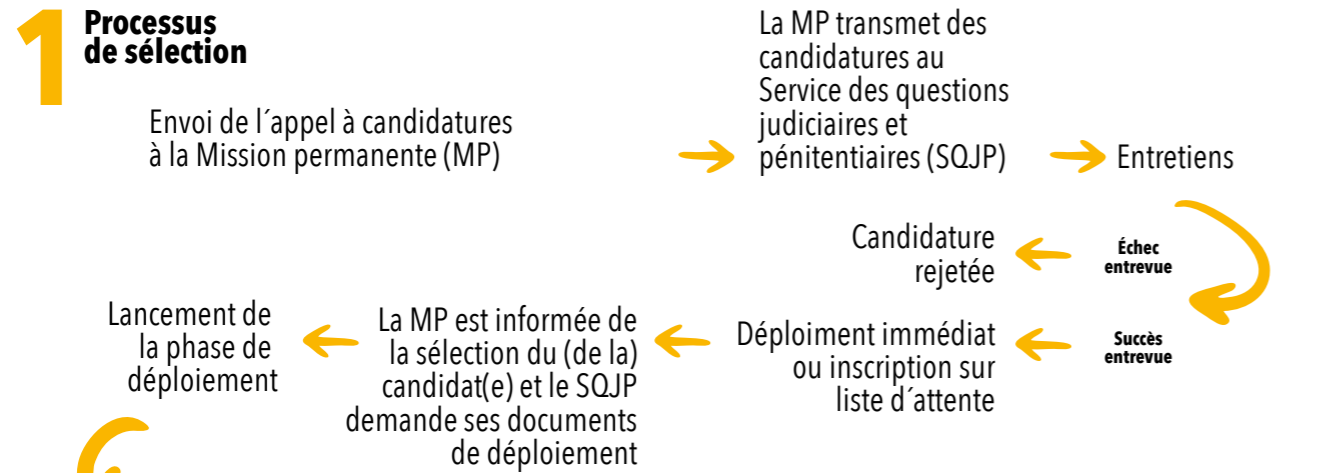 1
Processus
de sélection
Envoi de l´appel à candidatures
à la Mission permanente (MP)
La MP transmet des
candidatures au
Service des questions
judiciaires et
pénitentiaires (SQJP)
Entretiens
Échec
entrevue
Candidature
rejetée
Succès
entrevue
Déploiment immédiat
ou inscription sur
liste d´attente
La MP est informée de
la sélection du (de la)
candidat(e) et le SQJP
demande ses documents
de déploiement
Lancement de
la phase de
déploiement